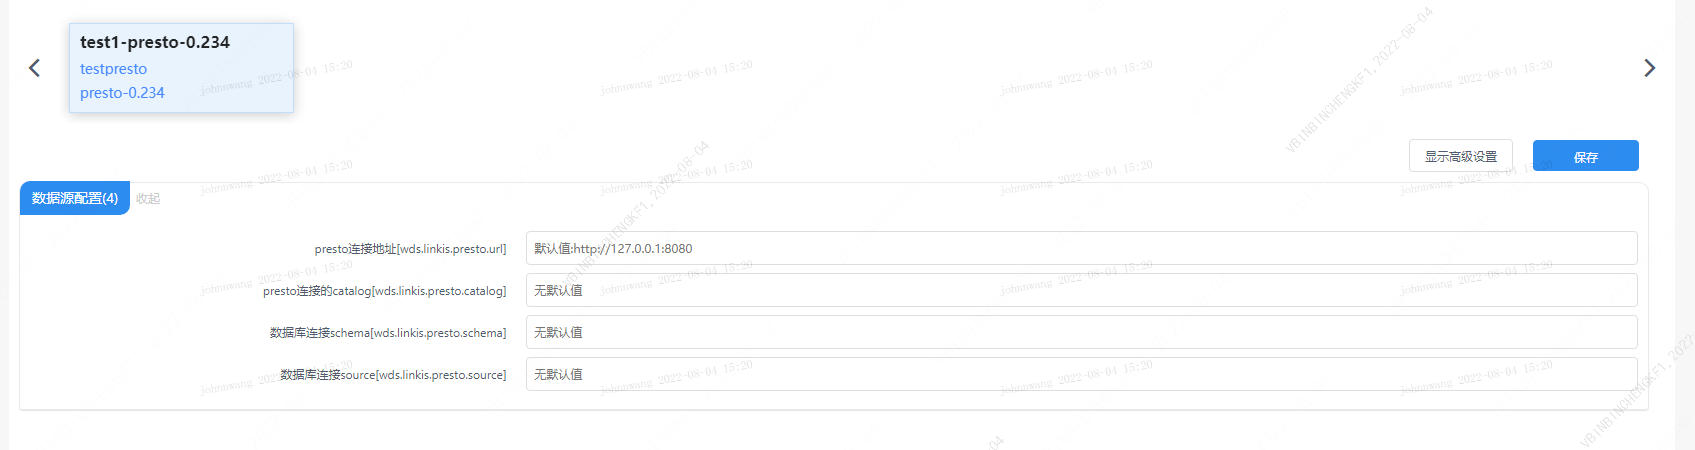 test1-presto-0.234
testpresto
presto-0.234
显示高级设置
保存
数据源配置(4) 收起
presto连接地址[wds.linkis.presto.url] 默认值:http://127.0.0.1:8080
presto连接的catalog[wds.linkis.presto.catalog] 无默认值
数据库连接schema[wds.linkis.presto.schema] 无默认值
数据库连接source[wds.linkis.presto.source] 无默认值
johnnwang 2022-08-04 15:20
VBINBINCHENGKF1, 2022-08-04